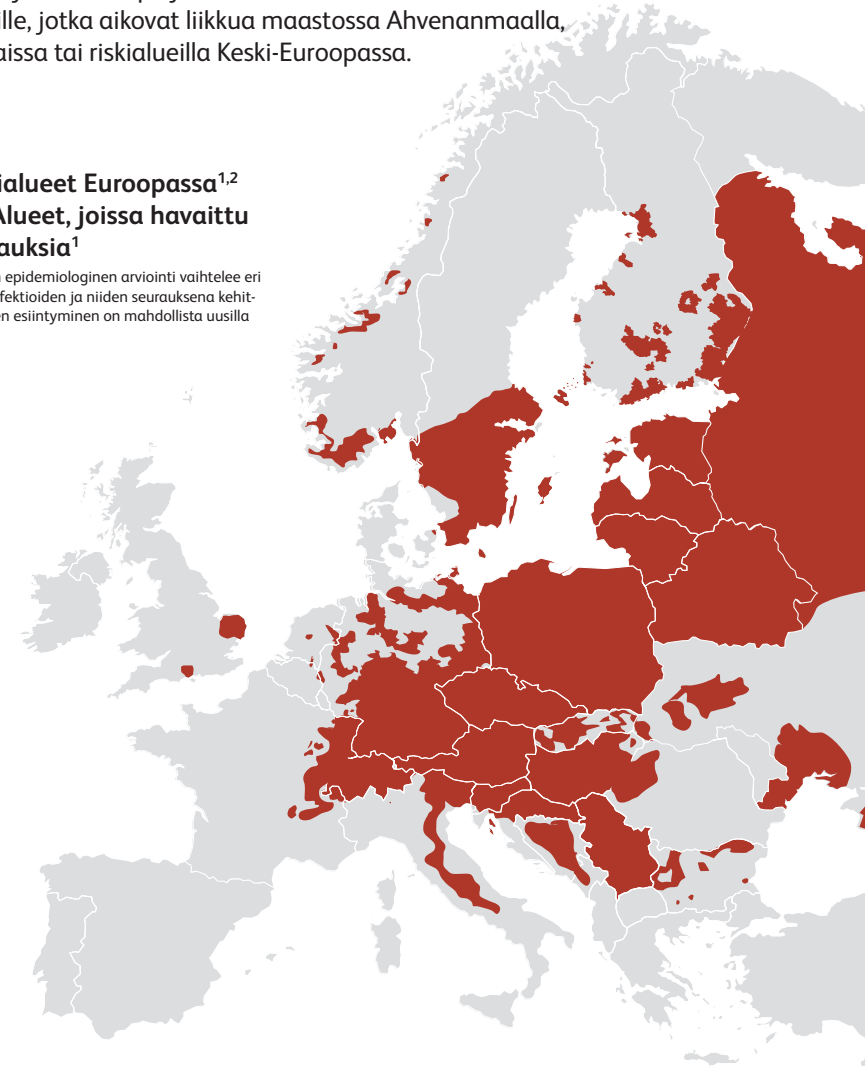 ille, jotka aikovat liikkua maastossa Ahvenanmaalla,
aissa tai riskialueilla Keski-Euroopassa.
ialueet Euroopassa1,2
Alueet, joissa havaittu
auksia1
n epidemiologinen arviointi vaihtelee eri
fektioiden ja niiden seurauksena kehit-
en esiintyminen on mahdollista uusilla